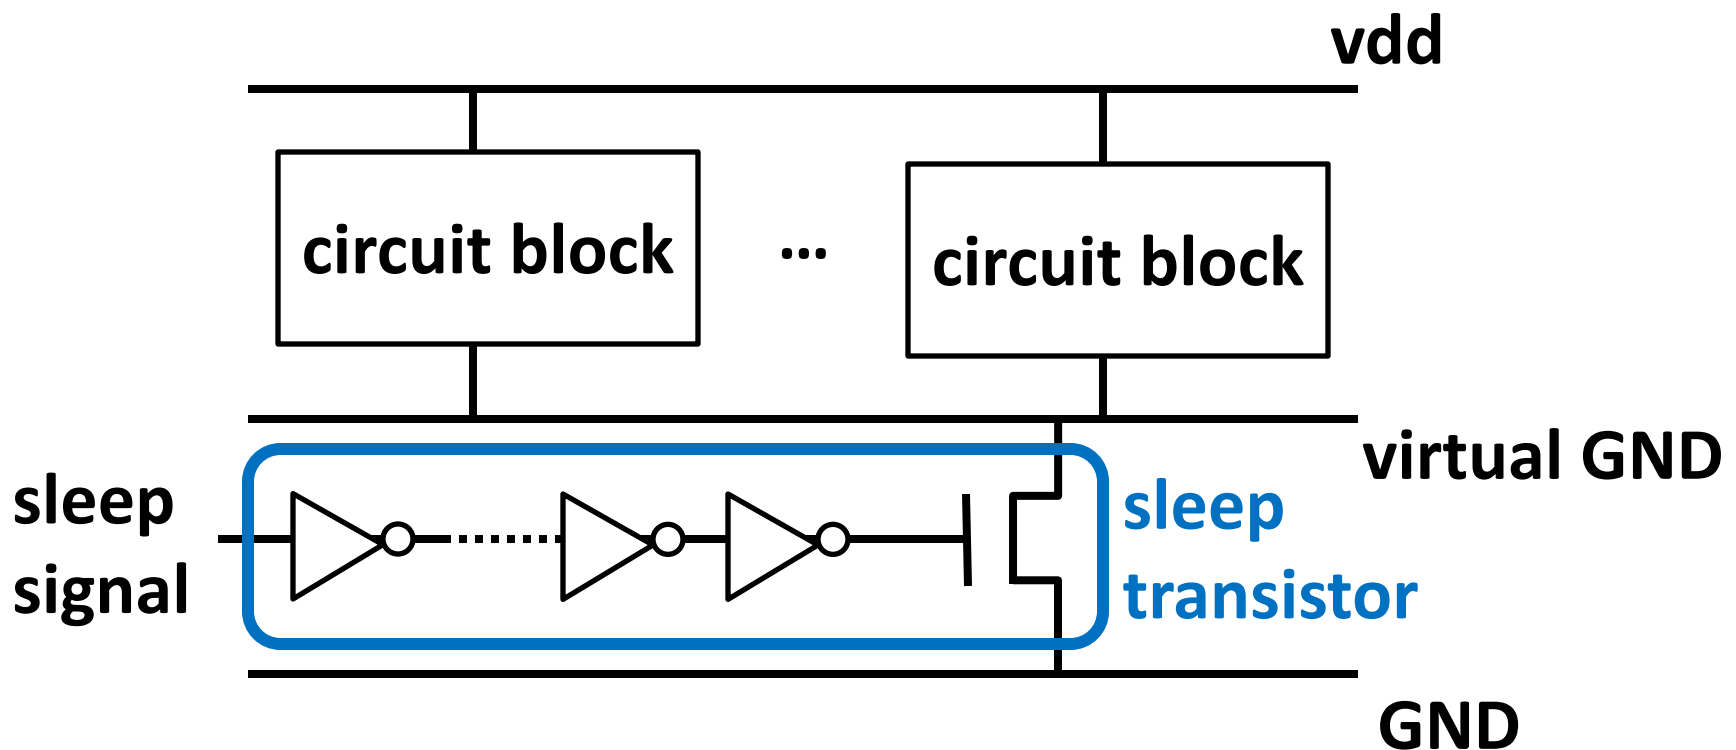 vdd
circuit block
...
circuit block
virtual GND
sleep
signal
sleep
transistor
GND